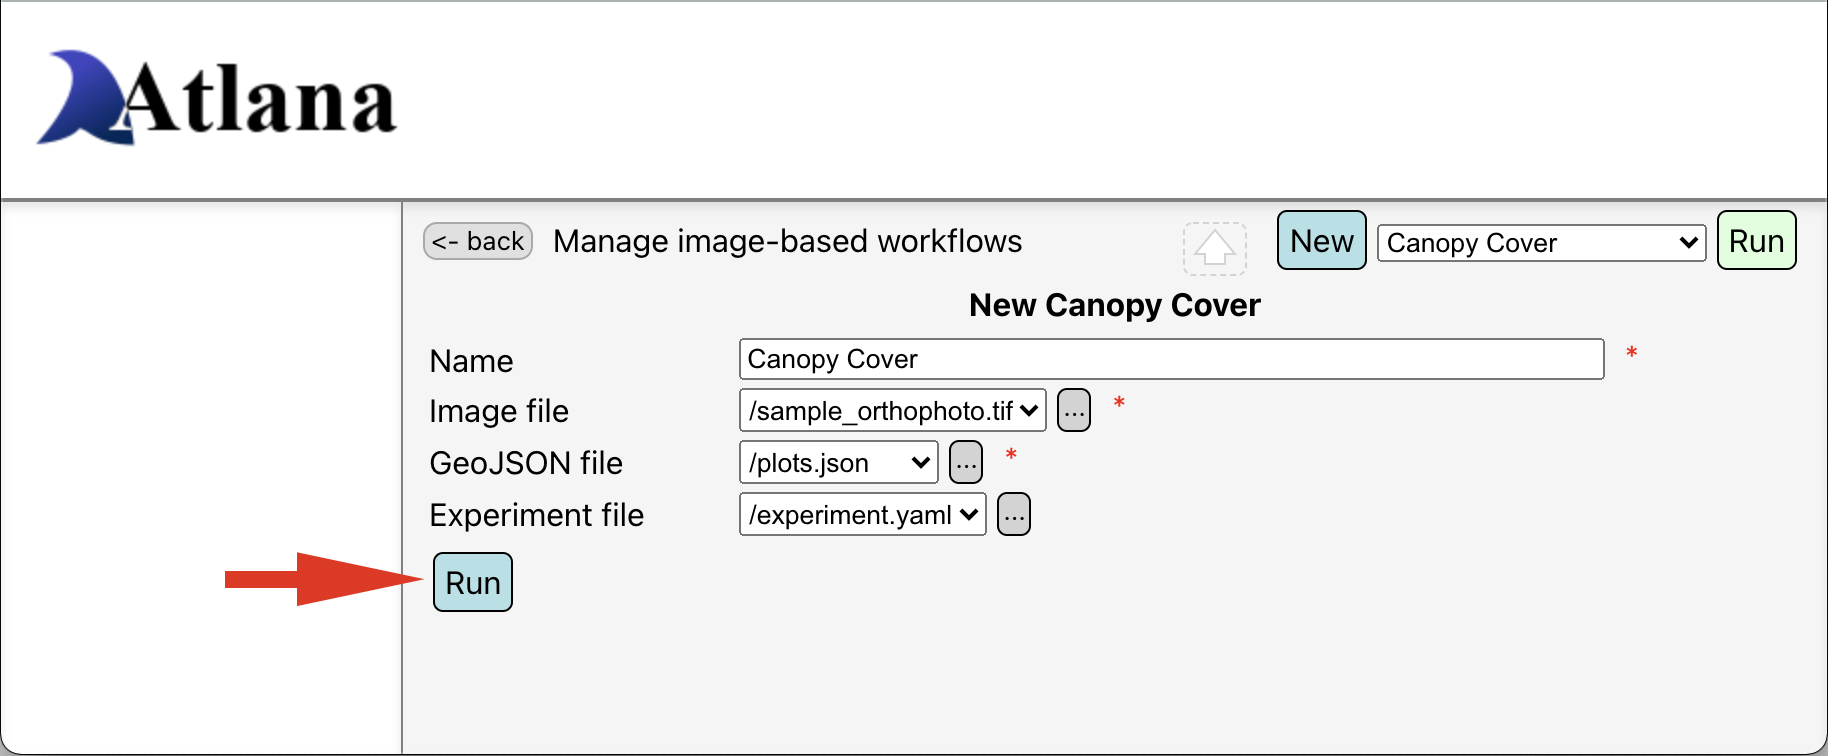 Atlana
<- back Manage image-based workflows New Canopy Cover Run
New Canopy Cover
Name Canopy Cover *
Image file /sample_orthophoto.tif ... *
GeoJSON file /plots.json ... *
Experiment file /experiment.yaml ...
Run